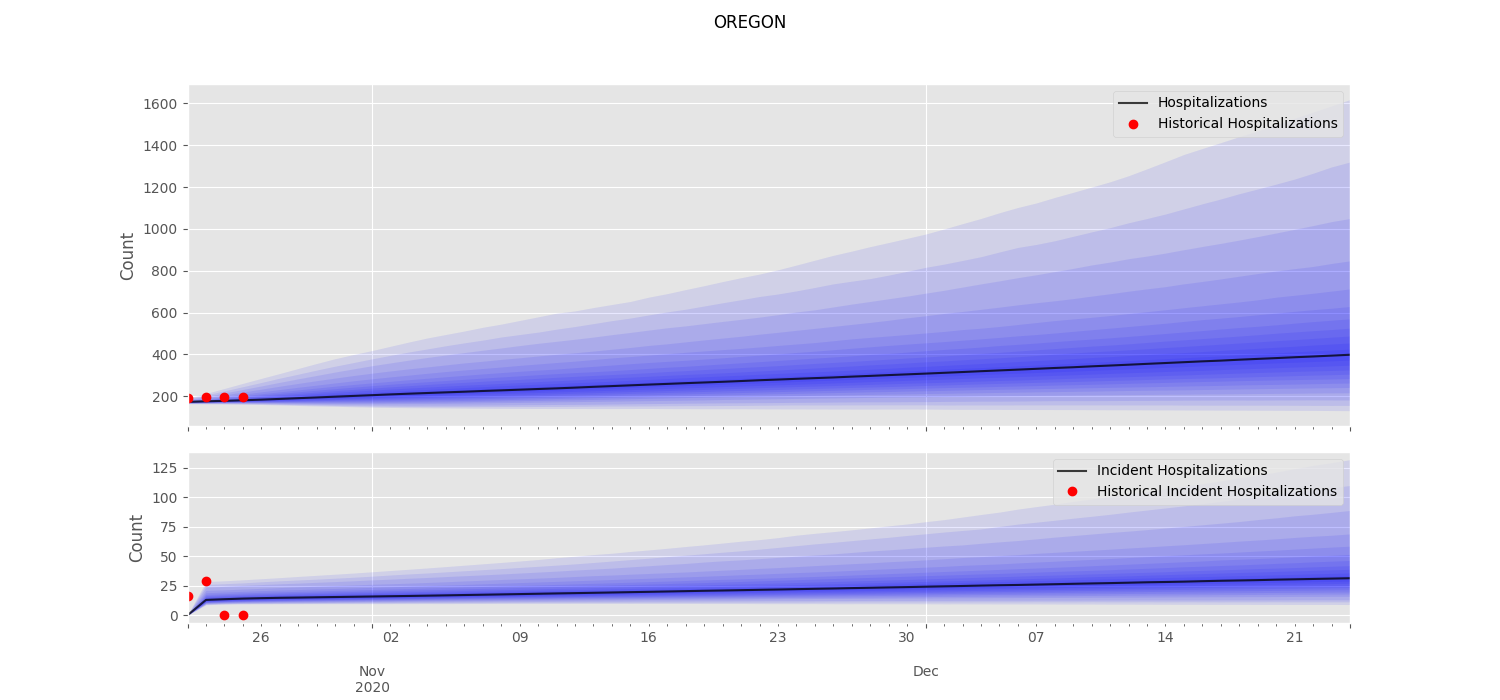 OREGON
1600
1400
1200
1000
800
600
400
200
Count
Hospitalizations
Historical Hospitalizations
125
100
75
50
25
0
Count
Incident Hospitalizations
Historical Incident Hospitalizations
26 02 09 16 23 30 07 14 21
Nov Dec
2020